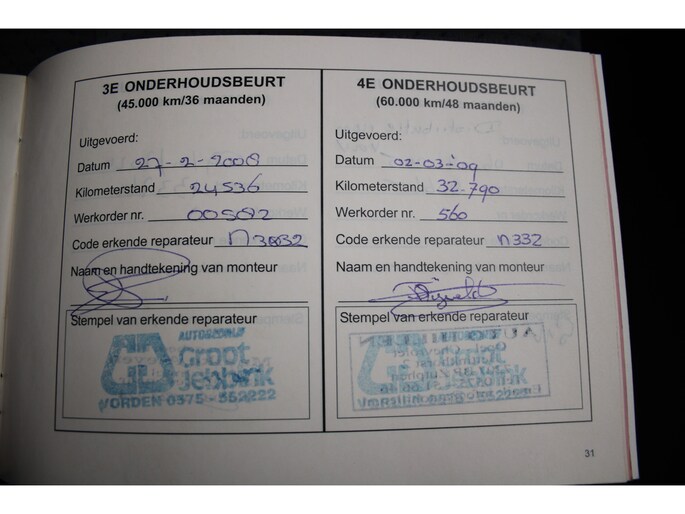 3E ONDERHOUDSBEURT
(45.000 km/36 maanden)
Uitgevoerd:
Datum 27-2-2008
Kilometerstand 24536
Werkorder nr. 00502
Code erkende reparateur
Naam en handtekening van monteur
Stempel van erkende reparateur
AUTOBEDRIJF
Groot
Jebbink
VORDEN 0575 - 552222
4E ONDERHOUDSBEURT
(60.000 km/48 maanden)
Uitgevoerd:
Datum 02-03-'09
Kilometerstand 32.790
Werkorder nr. 560
Code erkende reparateur n332
Naam en handtekening van monteur
Stempel van erkende reparateur
31